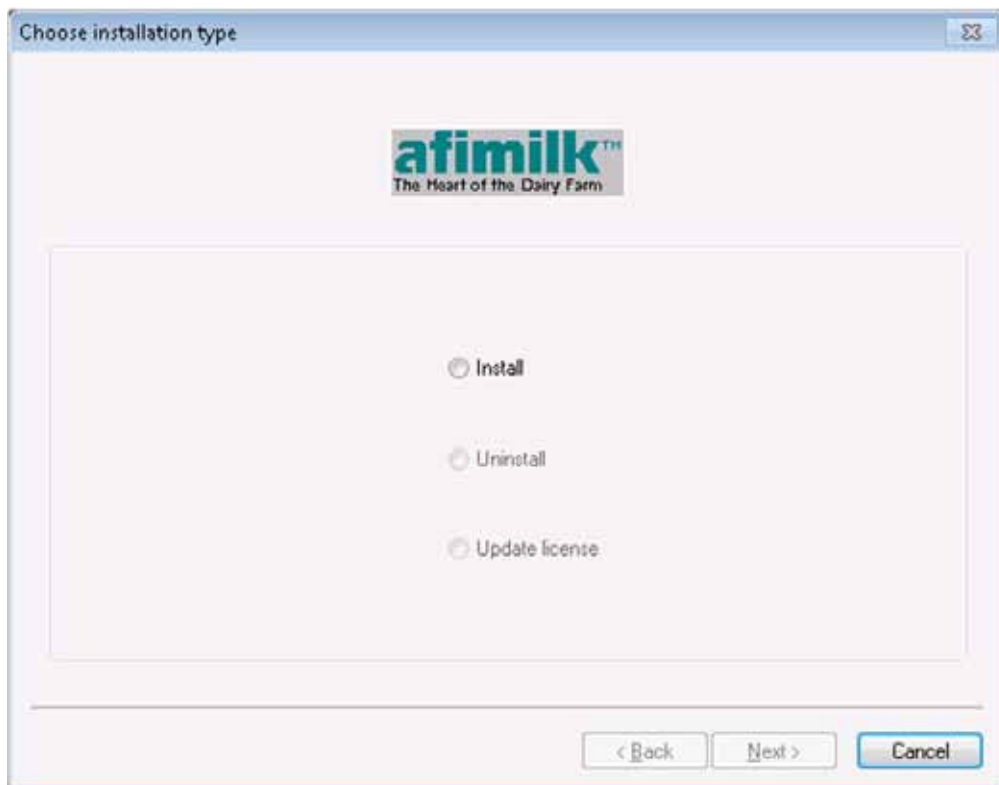 Choose installation type
afimilk™
The Heart of the Dairy Farm
Install
Uninstall
Update license
< Back
Next >
Cancel